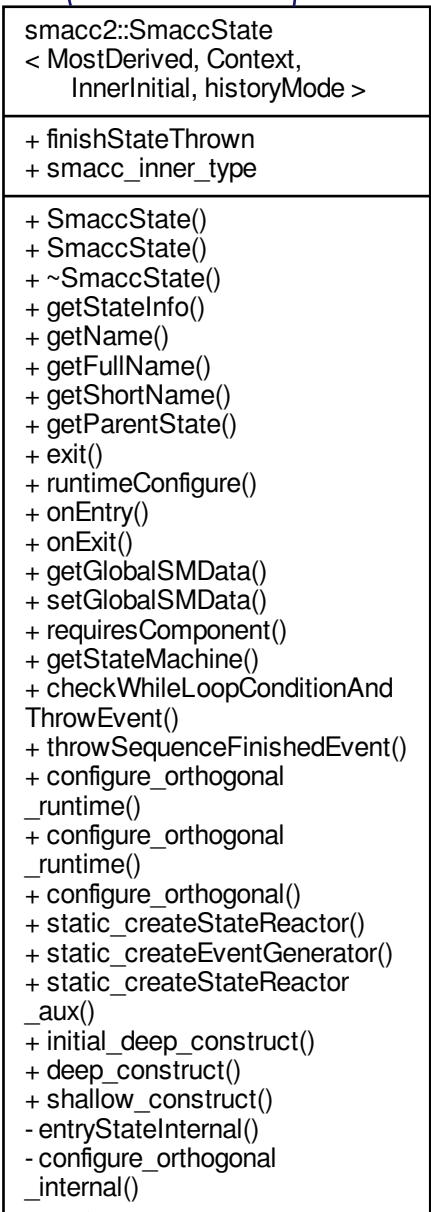 smacc2::SmaccState
< MostDerived, Context,
InnerInitial, historyMode >
+ finishStateThrown
+ smacc_inner_type
+ SmaccState()
+ SmaccState()
+ ~SmaccState()
+ getStateInfo()
+ getName()
+ getFullName()
+ getShortName()
+ getParentState()
+ exit()
+ runtimeConfigure()
+ onEntry()
+ onExit()
+ getGlobalSMData()
+ setGlobalSMData()
+ requiresComponent()
+ getStateMachine()
+ checkWhileLoopConditionAnd
ThrowEvent()
+ throwSequenceFinishedEvent()
+ configure_orthogonal
_runtime()
+ configure_orthogonal
_runtime()
+ configure_orthogonal()
+ static_createStateReactor()
+ static_createEventGenerator()
+ static_createStateReactor
_aux()
+ initial_deep_construct()
+ deep_construct()
+ shallow_construct()
- entryStateInternal()
- configure_orthogonal
_internal()